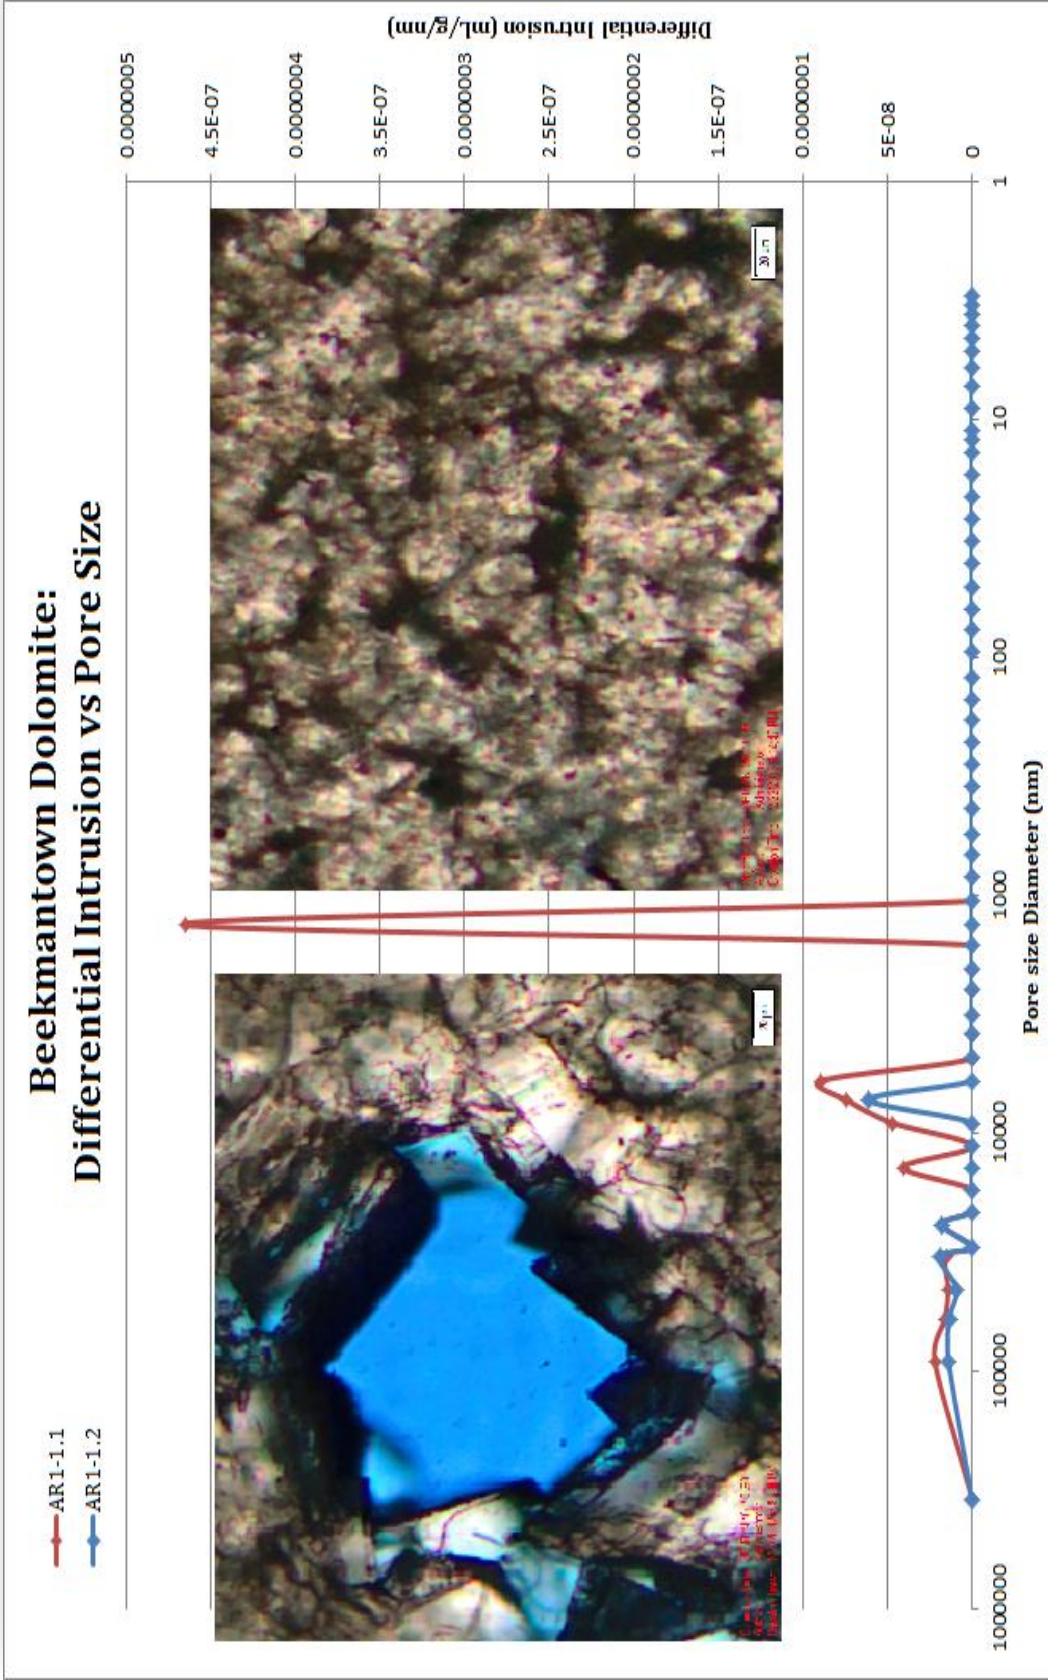 Beekmantown Dolomite:
Differential Intrusion vs Pore Size
AR1-1.1
AR1-1.2
0.0000005
4.5E-07
0.0000004
3.5E-07
0.0000003
2.5E-07
0.0000002
1.5E-07
0.0000001
5E-08
0
Differential Intrusion (mL/g/nm)
1000000
100000
10000
1000
100
10
1
Pore size Diameter (nm)